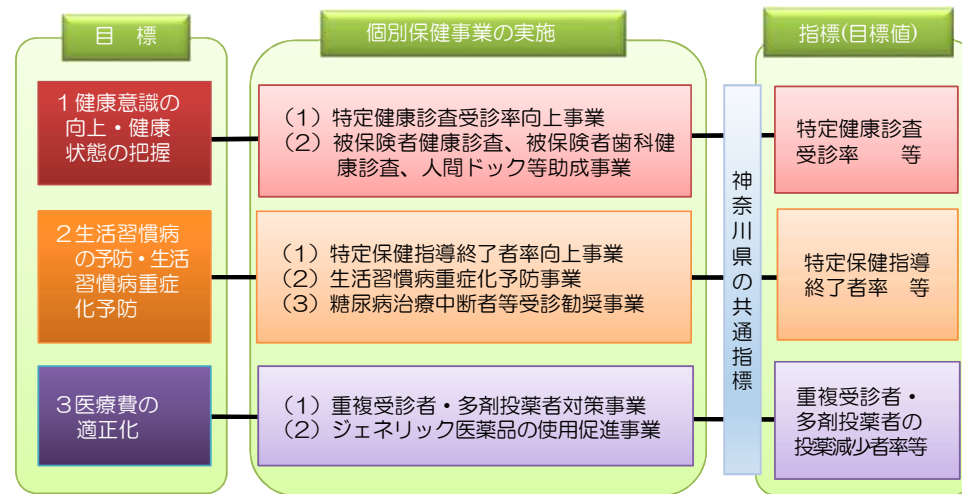 目　標
個別保健事業の実施
指標(目標値)
１健康意識の
向上・健康
状態の把握
（１）特定健康診査受診率向上事業
（２）被保険者健康診査、被保険者歯科健
康診査、人間ドック等助成事業
特定健康診査
受診率　　等
２生活習慣病
の予防・生活
習慣病重症
化予防
（１）特定保健指導終了者率向上事業
（２）生活習慣病重症化予防事業
（３）糖尿病治療中断者等受診勧奨事業
神奈川県の共通指標
特定保健指導
終了者率　等
３医療費の
適正化
（１）重複受診者・多剤投薬者対策事業
（２）ジェネリック医薬品の使用促進事業
重複受診者・
多剤投薬者の
投薬減少者率等